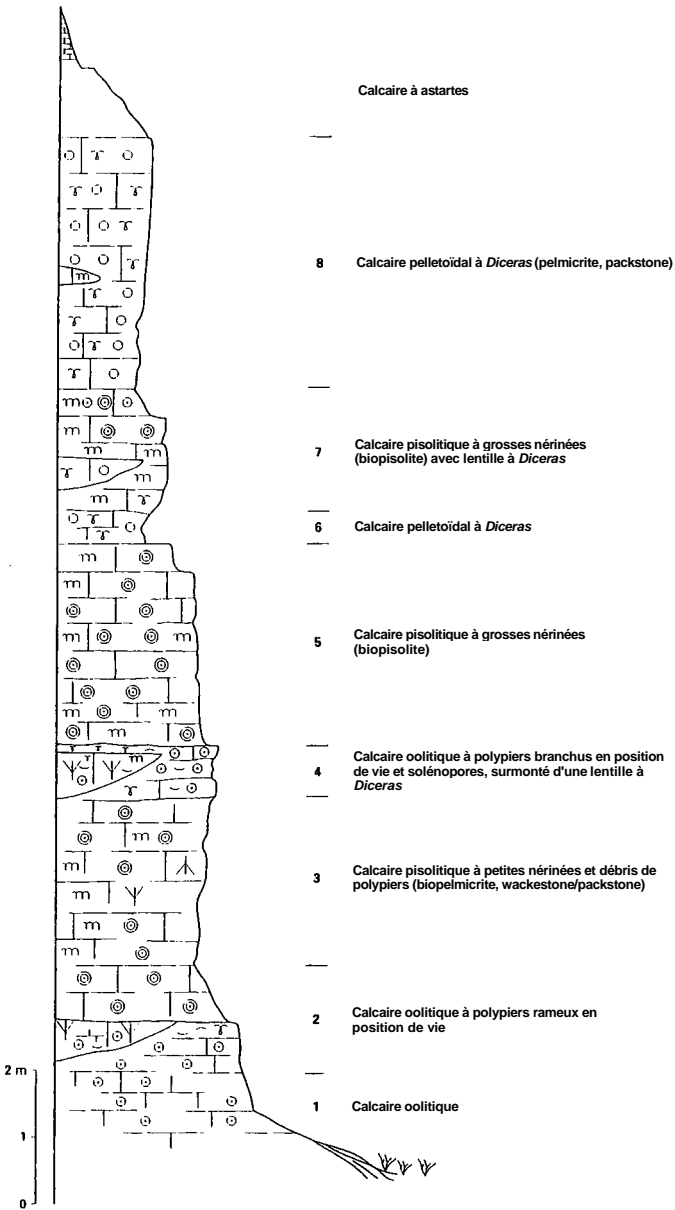 Calcaire à astartes
8 Calcaire pelletoïdal à Diceras (pelmicrite, packstone)
7 Calcaire pisolitique à grosses nérinées
(biopisolite) avec lentille à Diceras
6 Calcaire pelletoïdal à Diceras
5 Calcaire pisolitique à grosses nérinées
(biopisolite)
4 Calcaire oolitique à polypiers branchus en position
de vie et solénopores, surmonté d'une lentille à
Diceras
3 Calcaire pisolitique à petites nérinées et débris de
polypiers (biopelmicrite, wackestone/packstone)
2 Calcaire oolitique à polypiers rameux en
position de vie
1 Calcaire oolitique
2 m
1
0